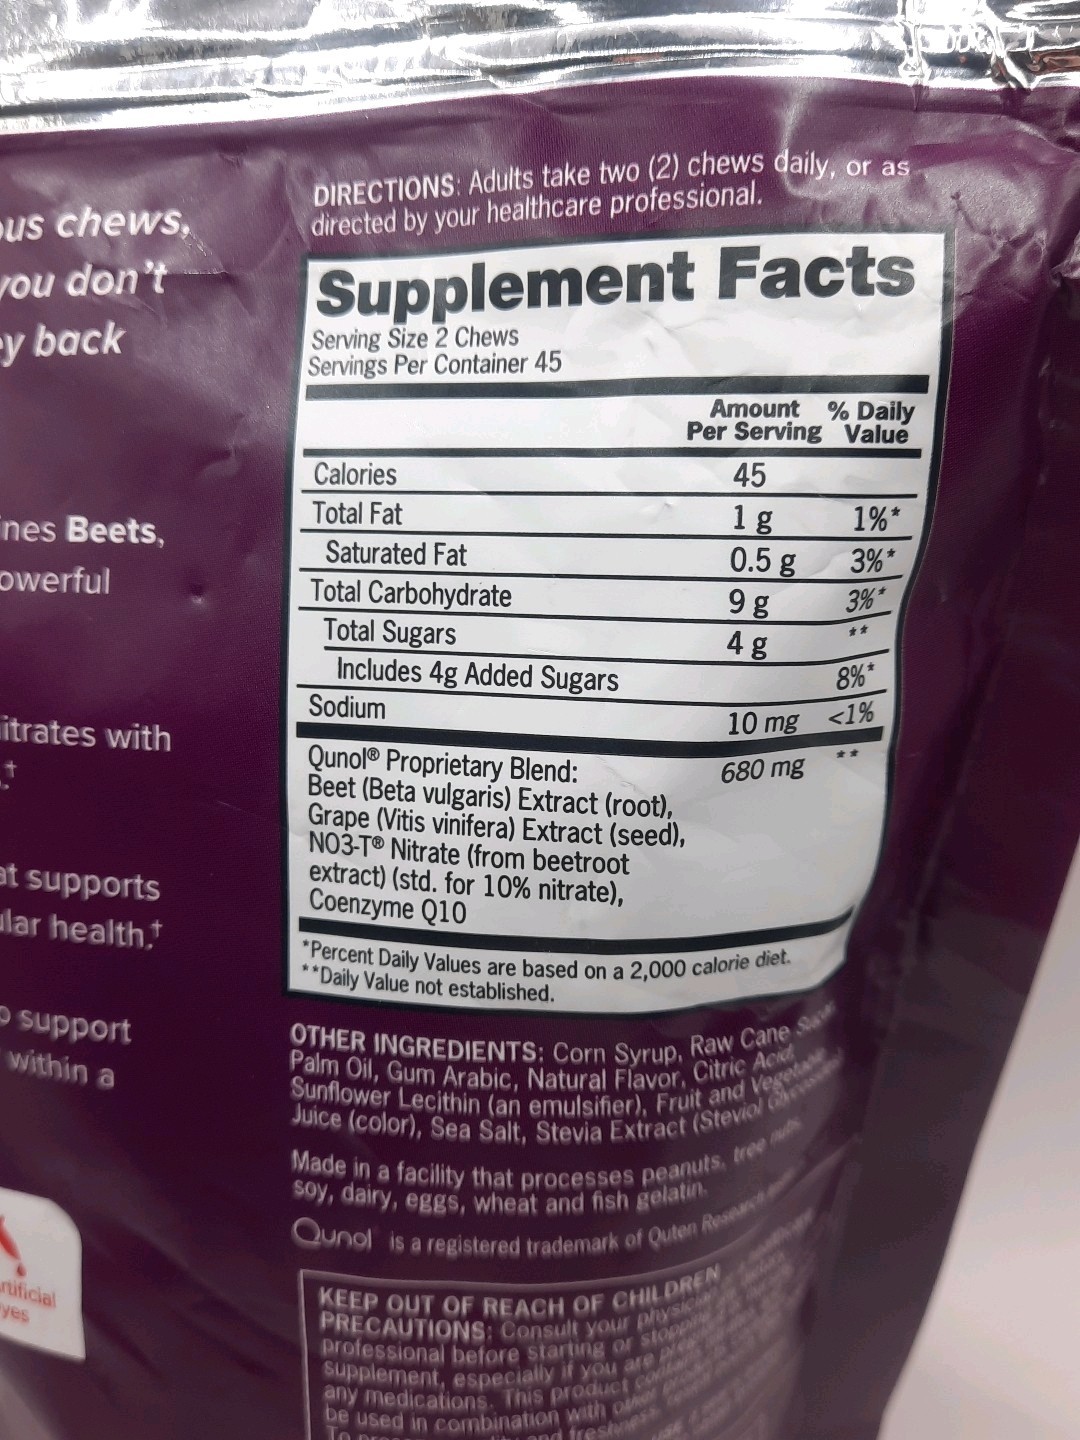 ous chews,
you don't
ey back
ines Beets,
owerful
itrates with
.†
at supports
ular health.†
o support
within a
rtificial
yes
DIRECTIONS: Adults take two (2) chews daily, or as
directed by your healthcare professional.
Supplement Facts
Serving Size 2 Chews
Servings Per Container 45
Amount % Daily
Per Serving Value
Calories 45
Total Fat 1 g 1%*
Saturated Fat 0.5 g 3%*
Total Carbohydrate 9 g 3%*
Total Sugars 4 g **
Includes 4g Added Sugars 8%*
Sodium 10 mg <1%
Qunol® Proprietary Blend: 680 mg **
Beet (Beta vulgaris) Extract (root),
Grape (Vitis vinifera) Extract (seed),
NO3-T® Nitrate (from beetroot
extract) (std. for 10% nitrate),
Coenzyme Q10
*Percent Daily Values are based on a 2,000 calorie diet.
**Daily Value not established.
OTHER INGREDIENTS: Corn Syrup, Raw Cane Sugar,
Palm Oil, Gum Arabic, Natural Flavor, Citric Acid,
Sunflower Lecithin (an emulsifier), Fruit and Vegetable
Juice (color), Sea Salt, Stevia Extract (Steviol
Made in a facility that processes peanuts, tree nuts,
soy, dairy, eggs, wheat and fish gelatin.
Qunol is a registered trademark of Quten Research
KEEP OUT OF REACH OF CHILDREN
PRECAUTIONS: Consult your
professional before starting or
supplement, especially if you are
any medications. This product
be used in combination with
To and